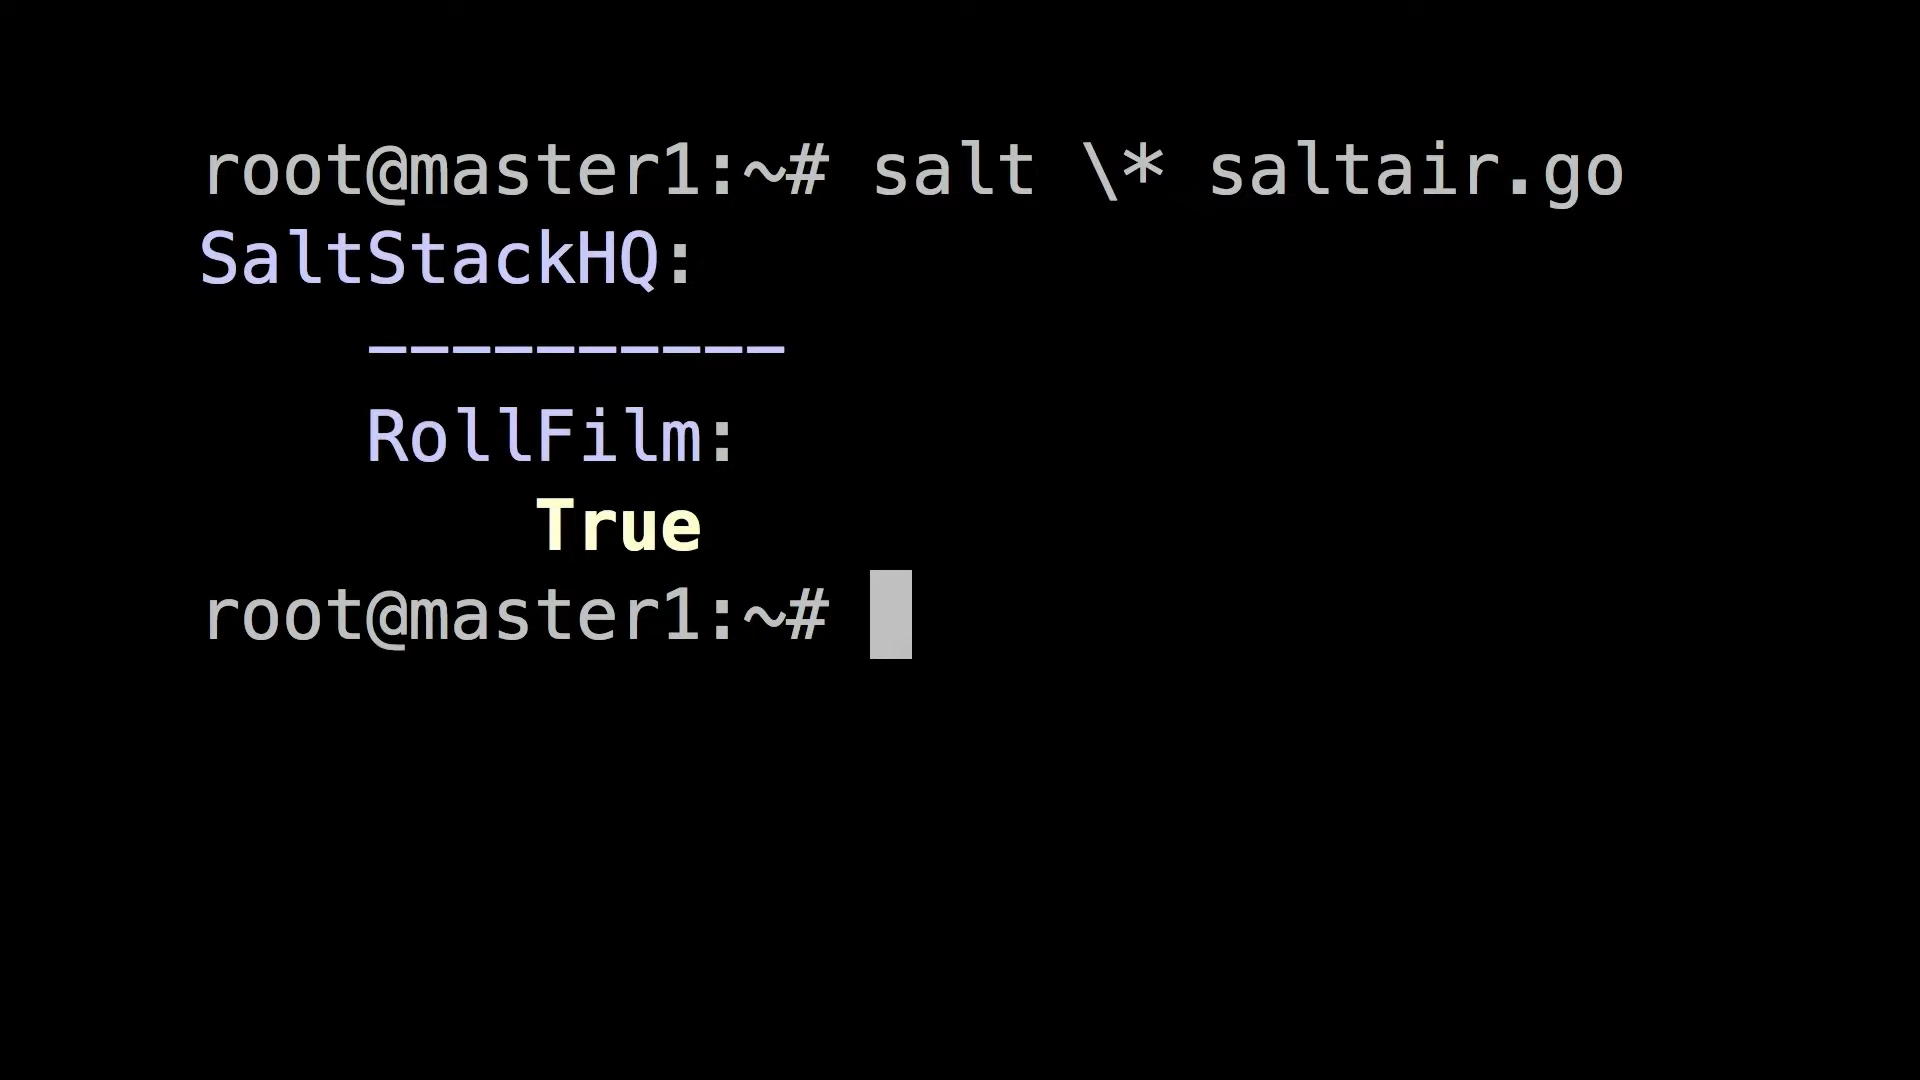 root@master1:~# salt \* saltair.go
SaltStackHQ:
----------
RollFilm:
True
root@master1:~#